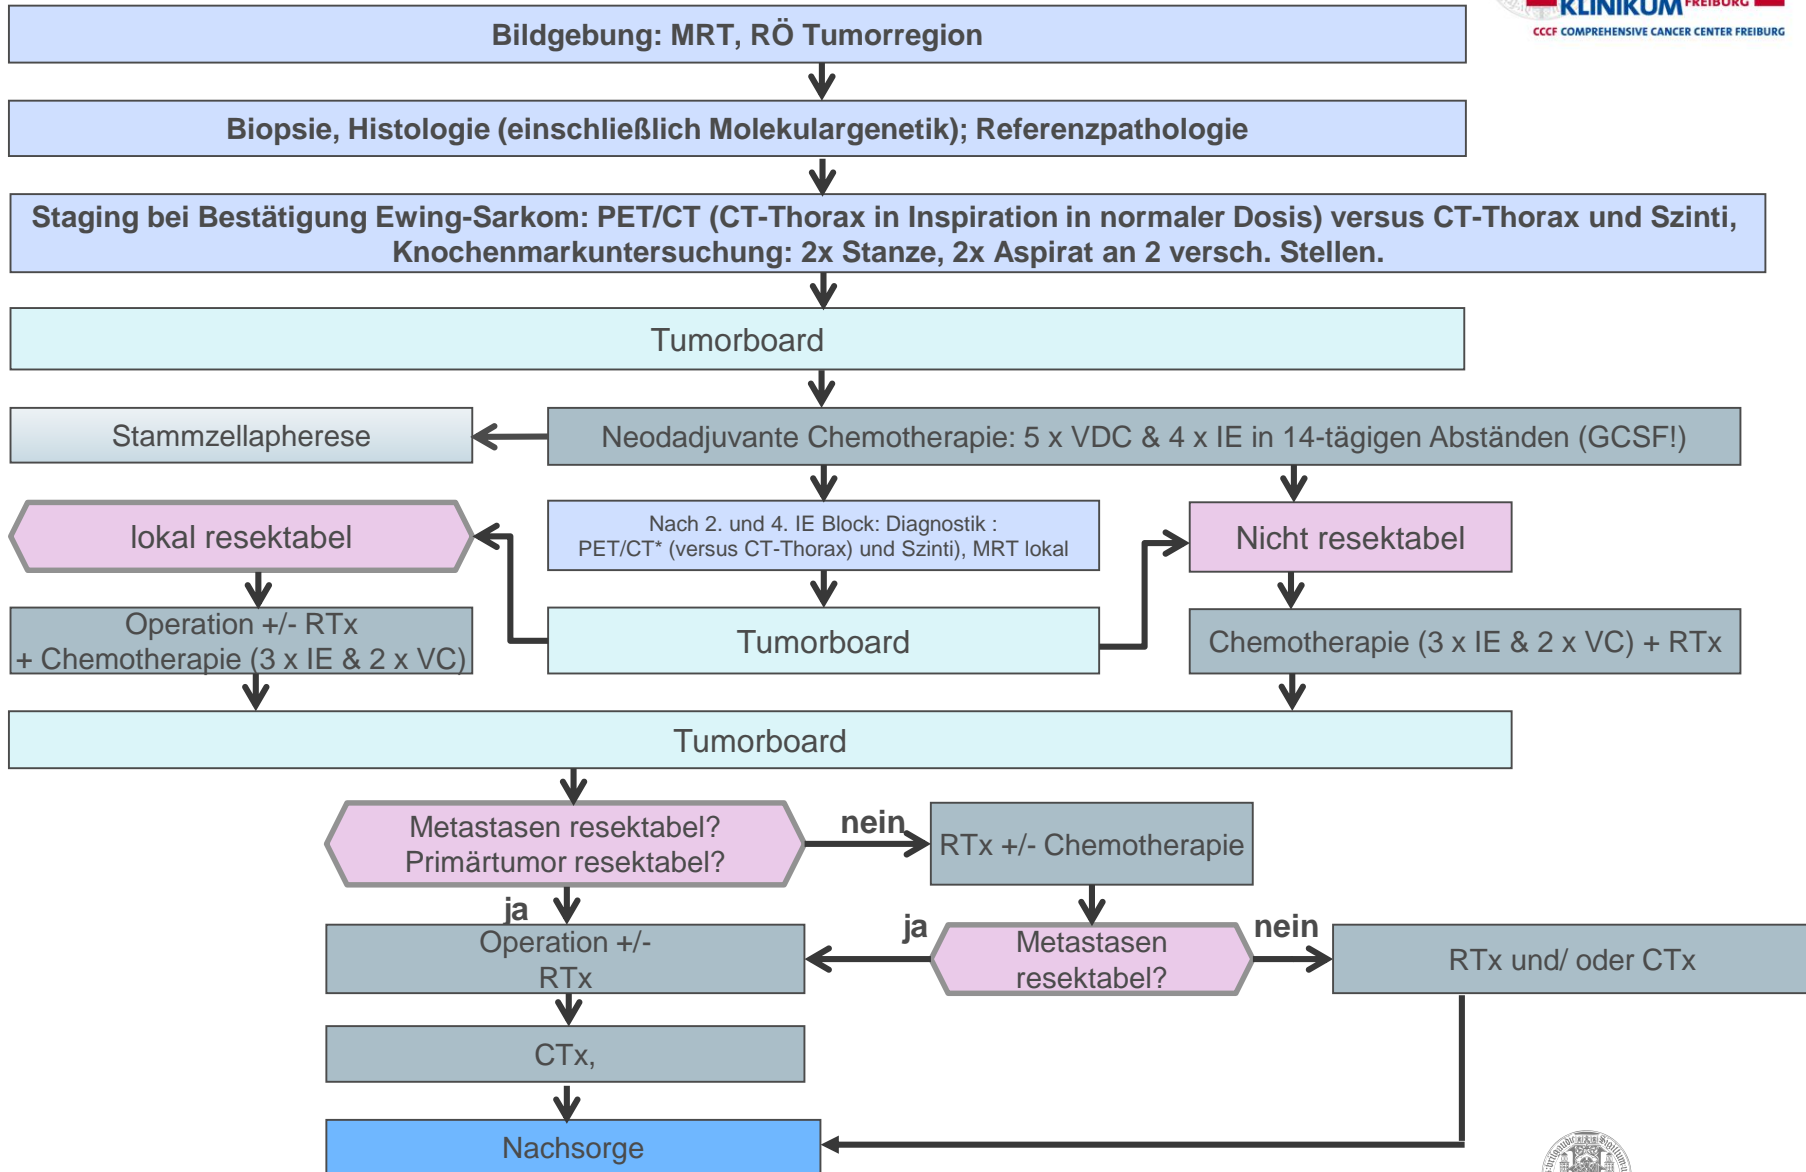 KLINIKUM FREIBURG
CCCF COMPREHENSIVE CANCER CENTER FREIBURG
Bildgebung: MRT, RÖ Tumorregion
Biopsie, Histologie (einschließlich Molekulargenetik); Referenzpathologie
Staging bei Bestätigung Ewing-Sarkom: PET/CT (CT-Thorax in Inspiration in normaler Dosis) versus CT-Thorax und Szinti,
Knochenmarkuntersuchung: 2x Stanze, 2x Aspirat an 2 versch. Stellen.
Tumorboard
Stammzellapherese
Neodadjuvante Chemotherapie: 5 x VDC & 4 x IE in 14-tägigen Abständen (GCSF!)
lokal resektabel
Nach 2. und 4. IE Block: Diagnostik :
PET/CT* (versus CT-Thorax) und Szinti), MRT lokal
Nicht resektabel
Operation +/- RTx
+ Chemotherapie (3 x IE & 2 x VC)
Tumorboard
Chemotherapie (3 x IE & 2 x VC) + RTx
Tumorboard
Metastasen resektabel?
Primärtumor resektabel?
nein
RTx +/- Chemotherapie
ja
Operation +/-
RTx
ja
Metastasen
resektabel?
nein
RTx und/ oder CTx
CTx,
Nachsorge